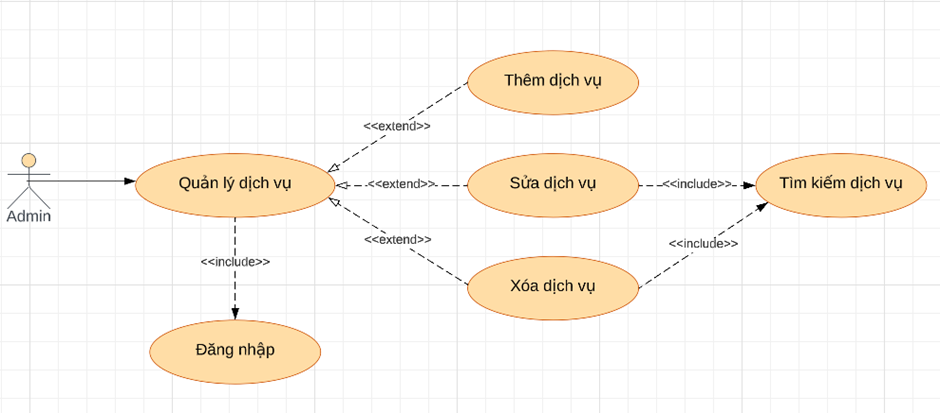 Thêm dịch vụ
<<extend>>
Admin
Quản lý dịch vụ
<<extend>>
Sửa dịch vụ
<<include>>
Tìm kiếm dịch vụ
<<extend>>
<<include>>
<<include>>
Xóa dịch vụ
Đăng nhập